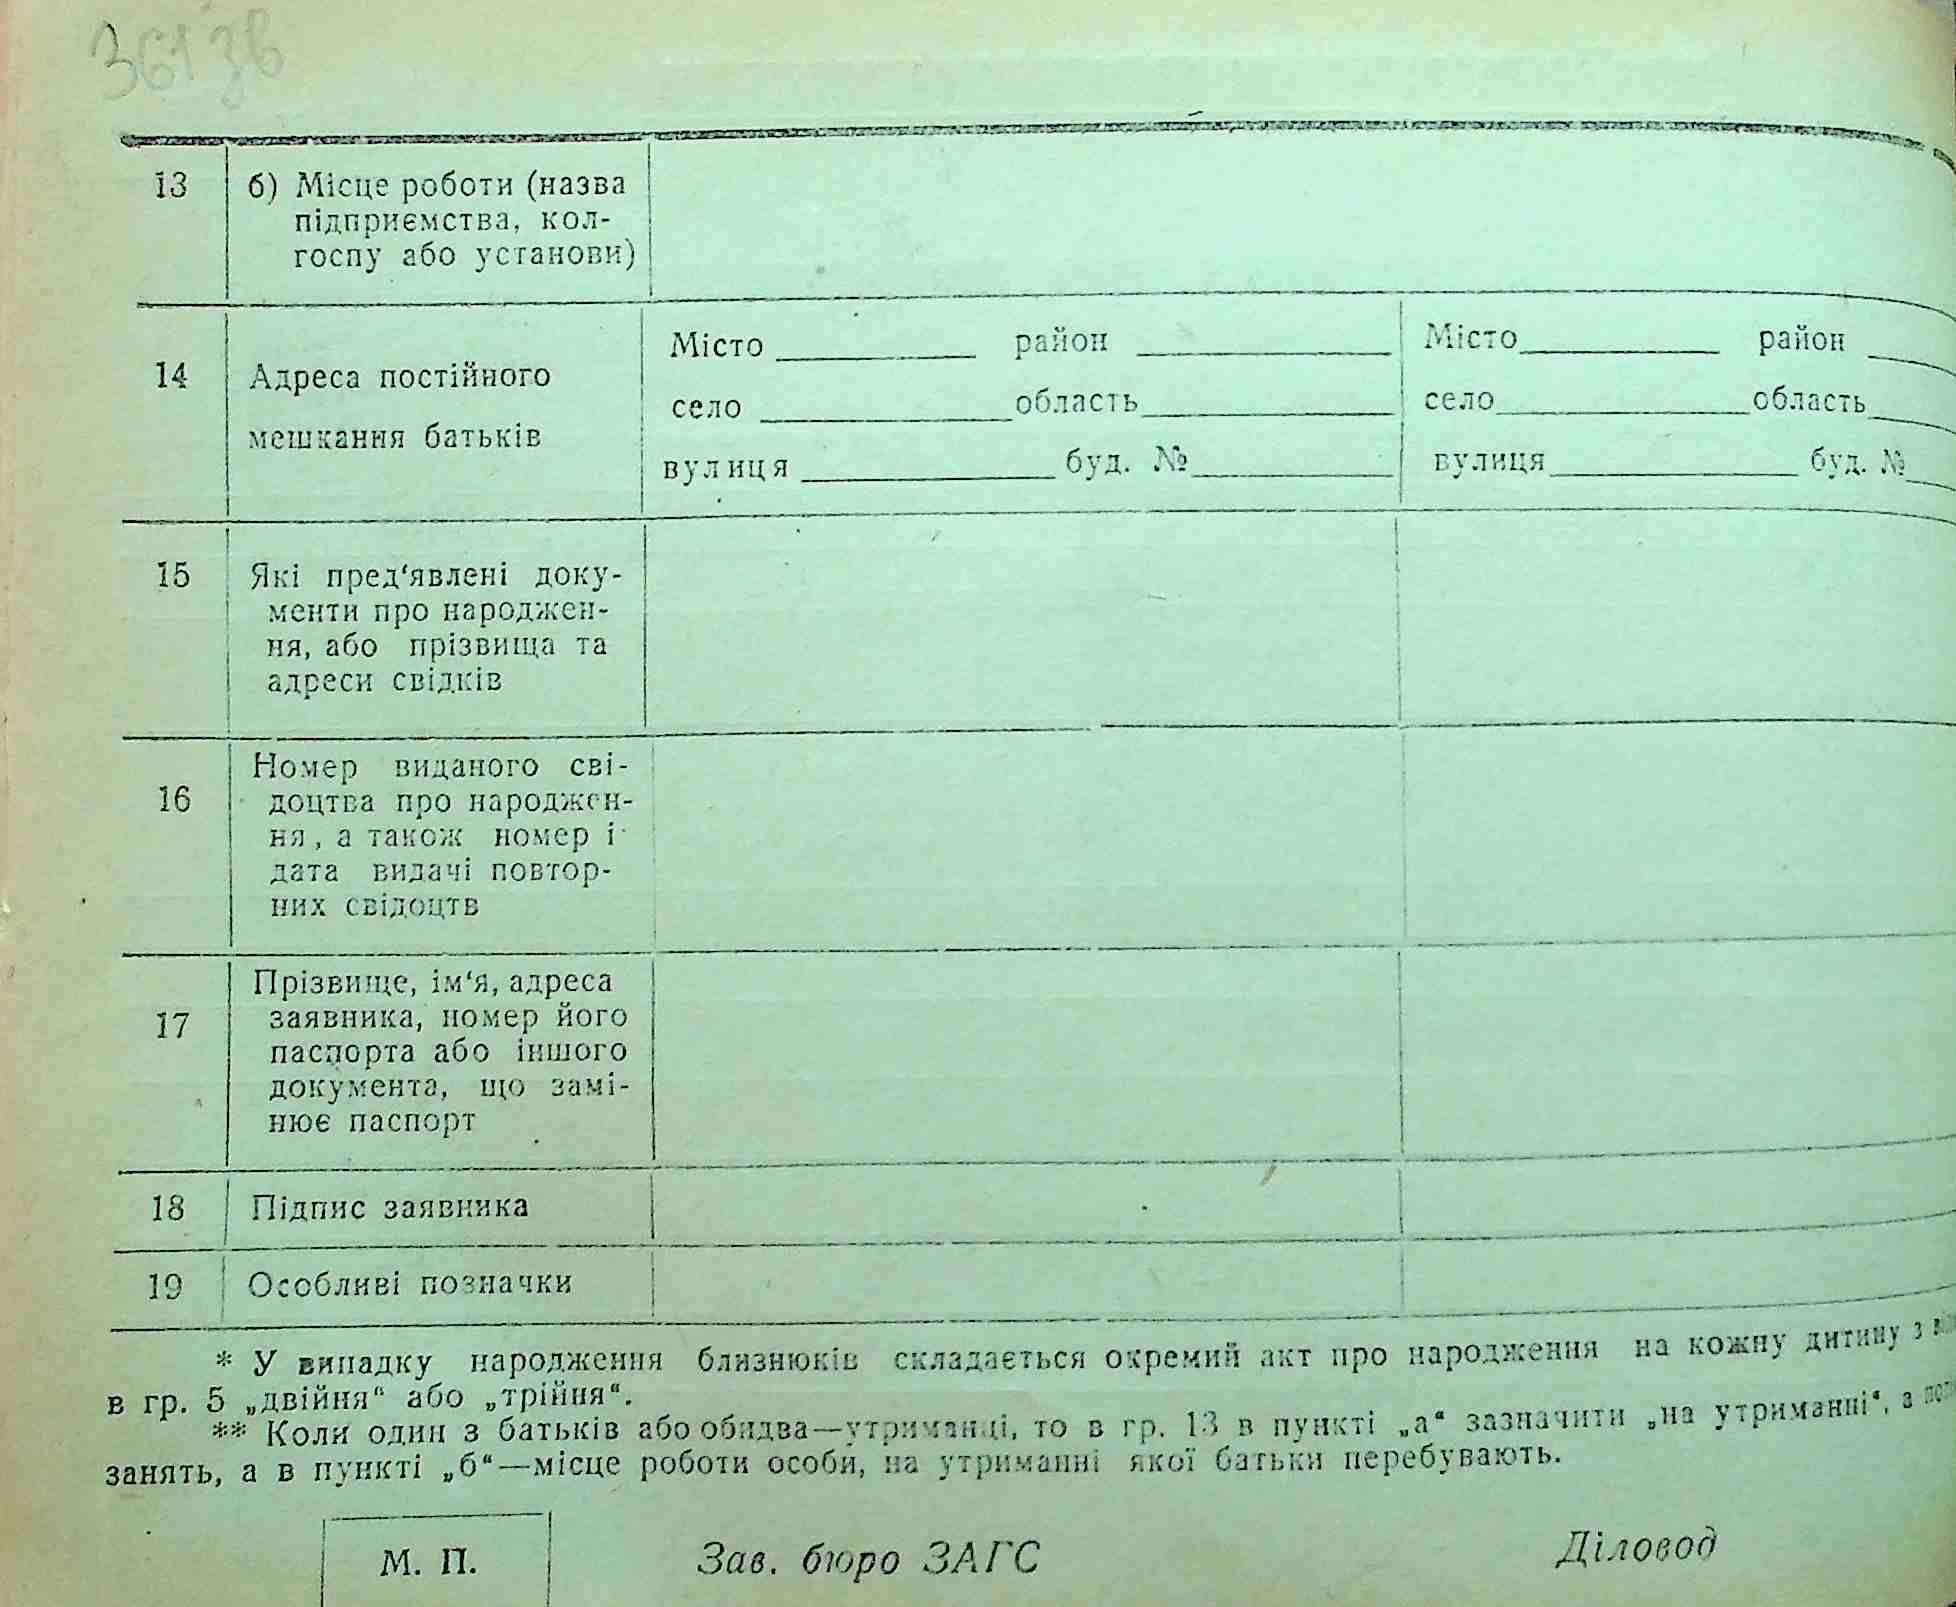 361 зв
13 б) Місце роботи (назва
підприємства, кол-
госпу або установи)
14 Адреса постійного
мешкання батьків
Місто район
село область
вулиця буд. №
Місто район
село область
вулиця буд. №
15 Які пред‘явлені доку-
менти про народжен-
ня, або прізвища та
адреси свідків
16 Номер виданого сві-
доцтва про народжен-
ня, а також номер і
дата видачі повтор-
них свідоцтв
17 Прізвище, ім‘я, адреса
заявника, номер його
паспорта або іншого
документа, що замі-
нює паспорт
18 Підпис заявника
19 Особливі позначки
* У випадку народження близнюків складається окремий акт про народження на кожну дитину з
в гр. 5 „двійня“ або „трійня“.
** Коли один з батьків або обидва—утриманці, то в гр. 13 в пункті „а“ зазначити „на утриманні“, а
занять, а в пункті „б“—місце роботи особи, на утриманні якої батьки перебувають.
М. П. Зав. бюро ЗАГС Діловод